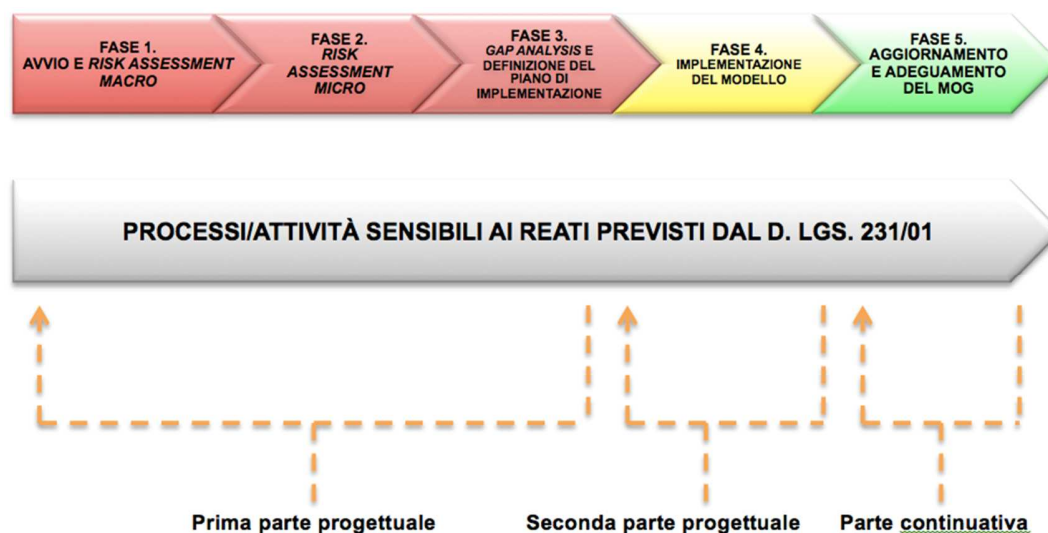 FASE 1.
AVVIO E RISK ASSESSMENT
MACRO
FASE 2.
RISK
ASSESSMENT
MICRO
FASE 3.
GAP ANALYSIS E
DEFINIZIONE DEL
PIANO DI
IMPLEMENTAZIONE
FASE 4.
IMPLEMENTAZIONE
DEL MODELLO
FASE 5.
AGGIORNAMENTO
E ADEGUAMENTO
DEL MOG
PROCESSI/ATTIVITÀ SENSIBILI AI REATI PREVISTI DAL D. LGS. 231/01
Prima parte progettuale
Seconda parte progettuale
Parte continuativa